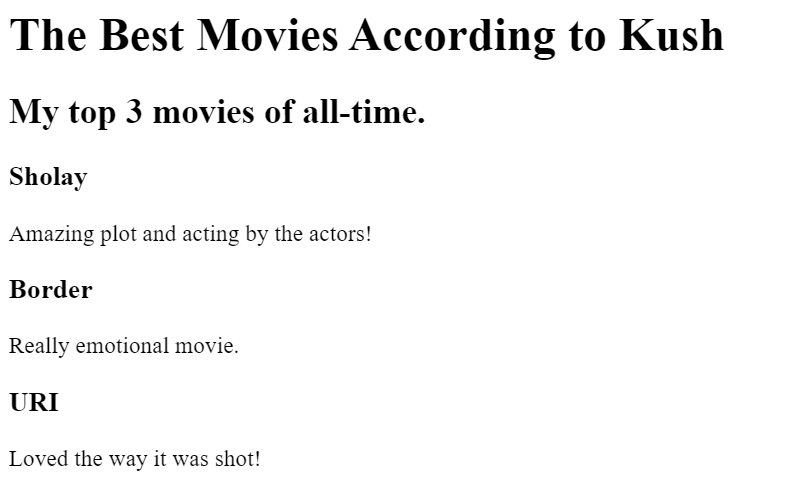 The Best Movies According to Kush
My top 3 movies of all-time.
Sholay
Amazing plot and acting by the actors!
Border
Really emotional movie.
URI
Loved the way it was shot!